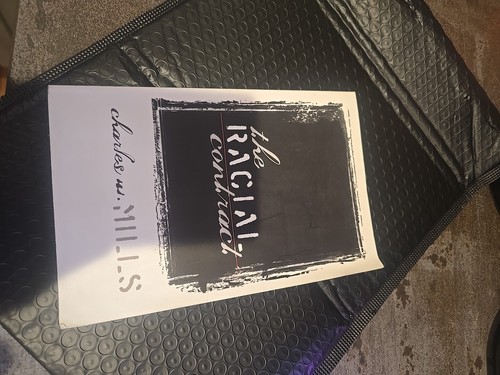 the
RACIAL
contract
charles w. MILLS